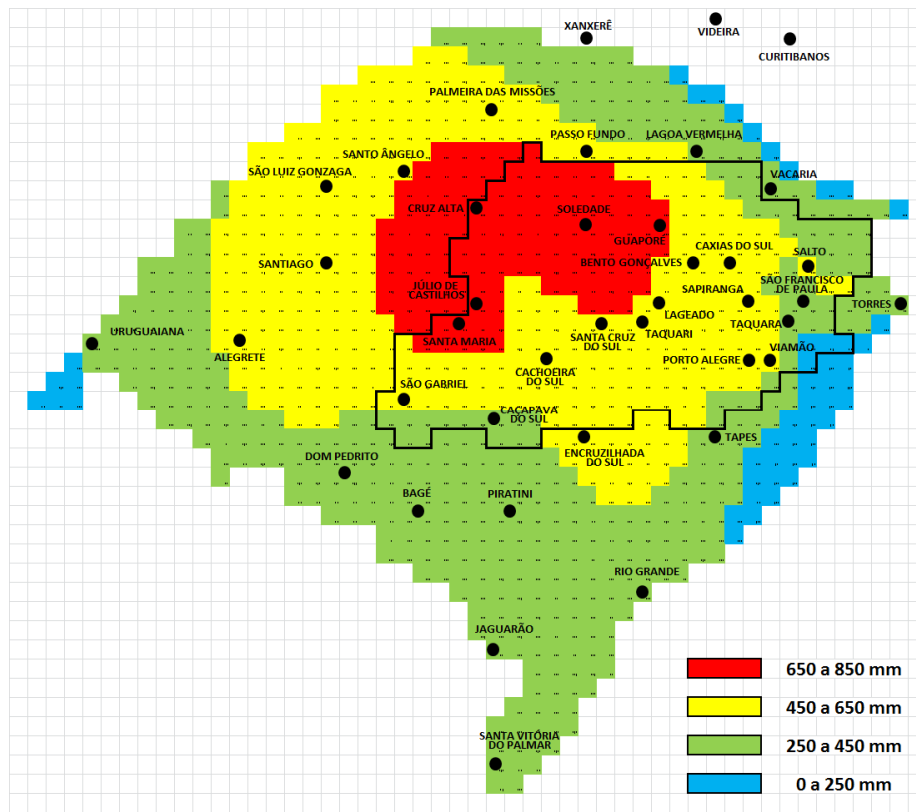 XANXERÊ
VIDEIRA
CURITIBANOS
PALMEIRA DAS MISSÕES
PASSO FUNDO
LAGOA VERMELHA
SANTO ÂNGELO
SÃO LUIZ GONZAGA
VACARIA
CRUZ ALTA
SOLEDADE
GUAPORÉ
CAXIAS DO SUL
SALTO
SANTIAGO
BENTO GONÇALVES
JÚLIO DE
CASTILHOS
SAPIRANGA
SÃO FRANCISCO
DE PAULA
TORRES
LAGEADO
TAQUARI
TAQUARA
URUGUAIANA
SANTA MARIA
SANTA CRUZ
DO SUL
ALEGRETE
CACHOEIRA
DO SUL
PORTO ALEGRE
VIAMÃO
SÃO GABRIEL
CAÇAPAVA
DO SUL
TAPES
ENCRUZILHADA
DO SUL
DOM PEDRITO
BAGÉ
PIRATINI
RIO GRANDE
JAGUARÃO
SANTA VITÓRIA
DO PALMAR
650 a 850 mm
450 a 650 mm
250 a 450 mm
0 a 250 mm